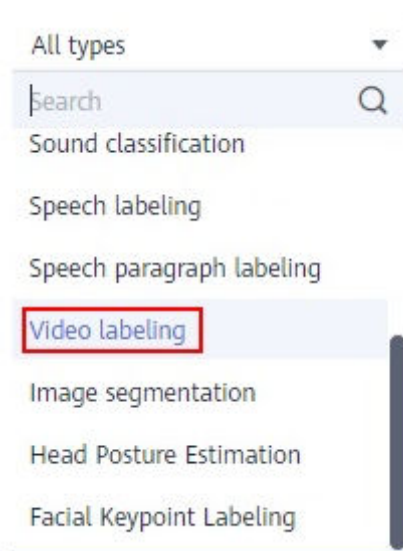 All types
Search
Sound classification
Speech labeling
Speech paragraph labeling
Video labeling
Image segmentation
Head Posture Estimation
Facial Keypoint Labeling